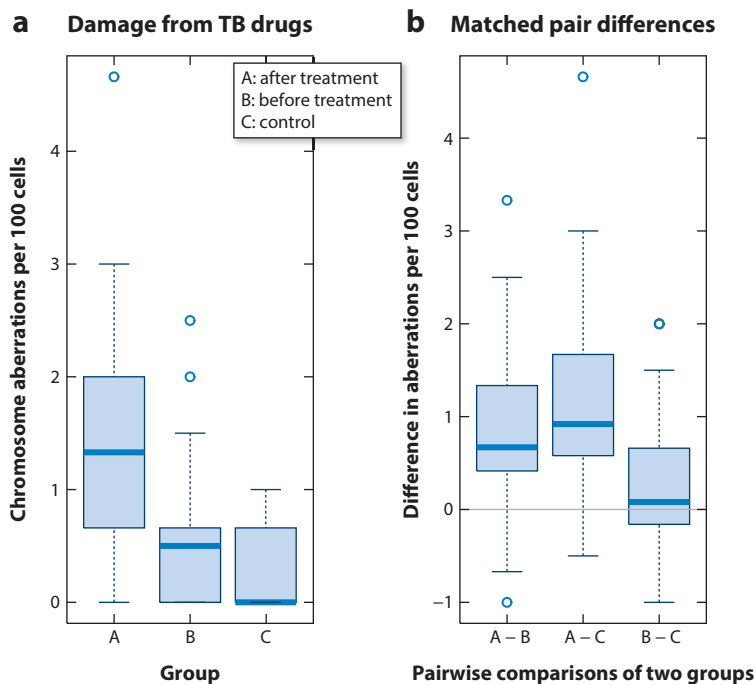 a Damage from TB drugs
A: after treatment
B: before treatment
C: control
Chromosome aberrations per 100 cells
4
3
2
1
0
A B C
Group
b Matched pair differences
Difference in aberrations per 100 cells
4
3
2
1
0
−1
A − B A − C B − C
Pairwise comparisons of two groups